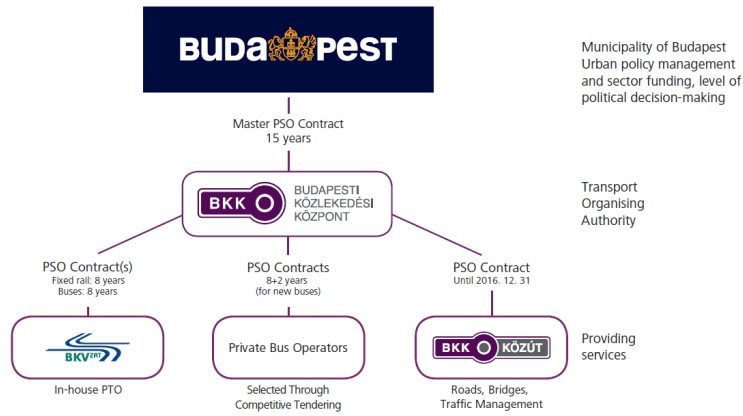 BUDAPEST
Municipality of Budapest
Urban policy management
and sector funding, level of
political decision-making
Master PSO Contract
15 years
BKK
BUDAPESTI
KÖZLEKEDÉSI
KÖZPONT
Transport
Organising
Authority
PSO Contract(s)
Fixed rail: 8 years
Buses: 8 years
PSO Contracts
8+2 years
(for new buses)
PSO Contract
Until 2016. 12. 31
BKV ZRT
Private Bus Operators
BKK KÖZÚT
Providing
services
In-house PTO
Selected Through
Competitive Tendering
Roads, Bridges,
Traffic Management